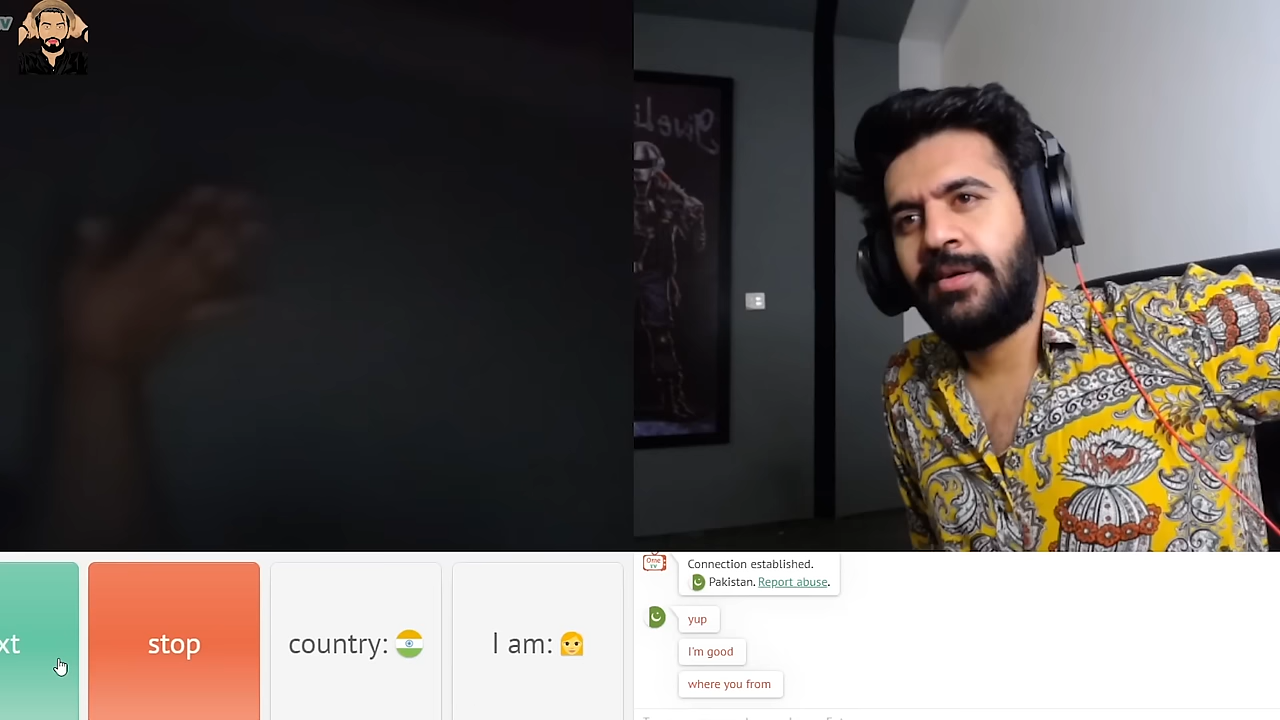 v
Connection established.
Pakistan. Report abuse.
yup
I'm good
where you from
xt
stop
country:
I am: